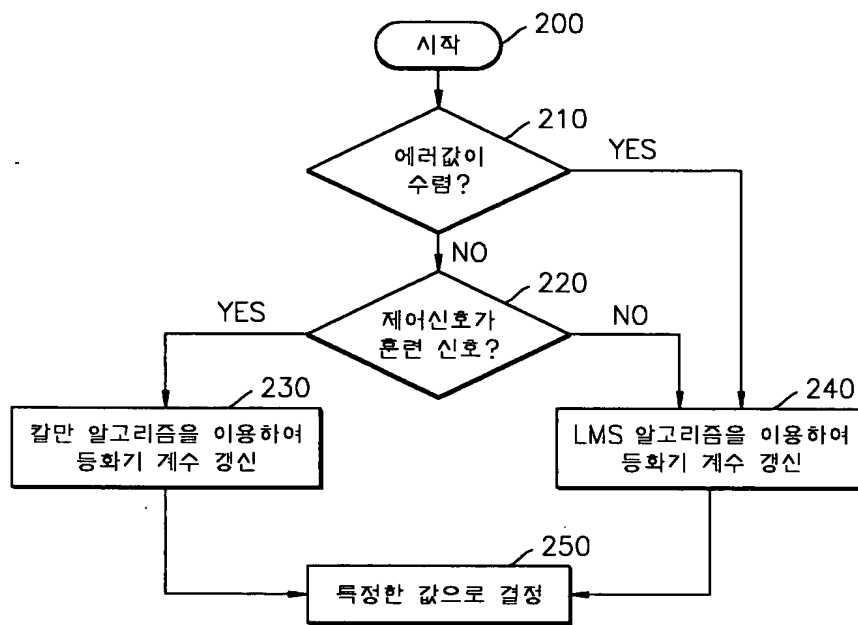 시작
200
210
에러값이
수렴?
YES
NO
220
제어신호가
훈련 신호?
YES
NO
230
칼만 알고리즘을 이용하여
등화기 계수 갱신
240
LMS 알고리즘을 이용하여
등화기 계수 갱신
250
특정한 값으로 결정